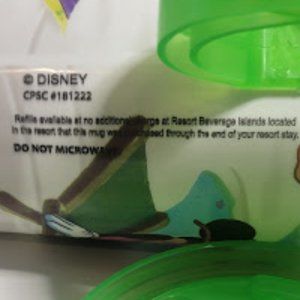 © DISNEY
CPSC #181222
Refills available at no additional charge at Resort Beverage Islands located
in the resort that this mug was purchased through the end of your resort stay.
DO NOT MICROWAVE.